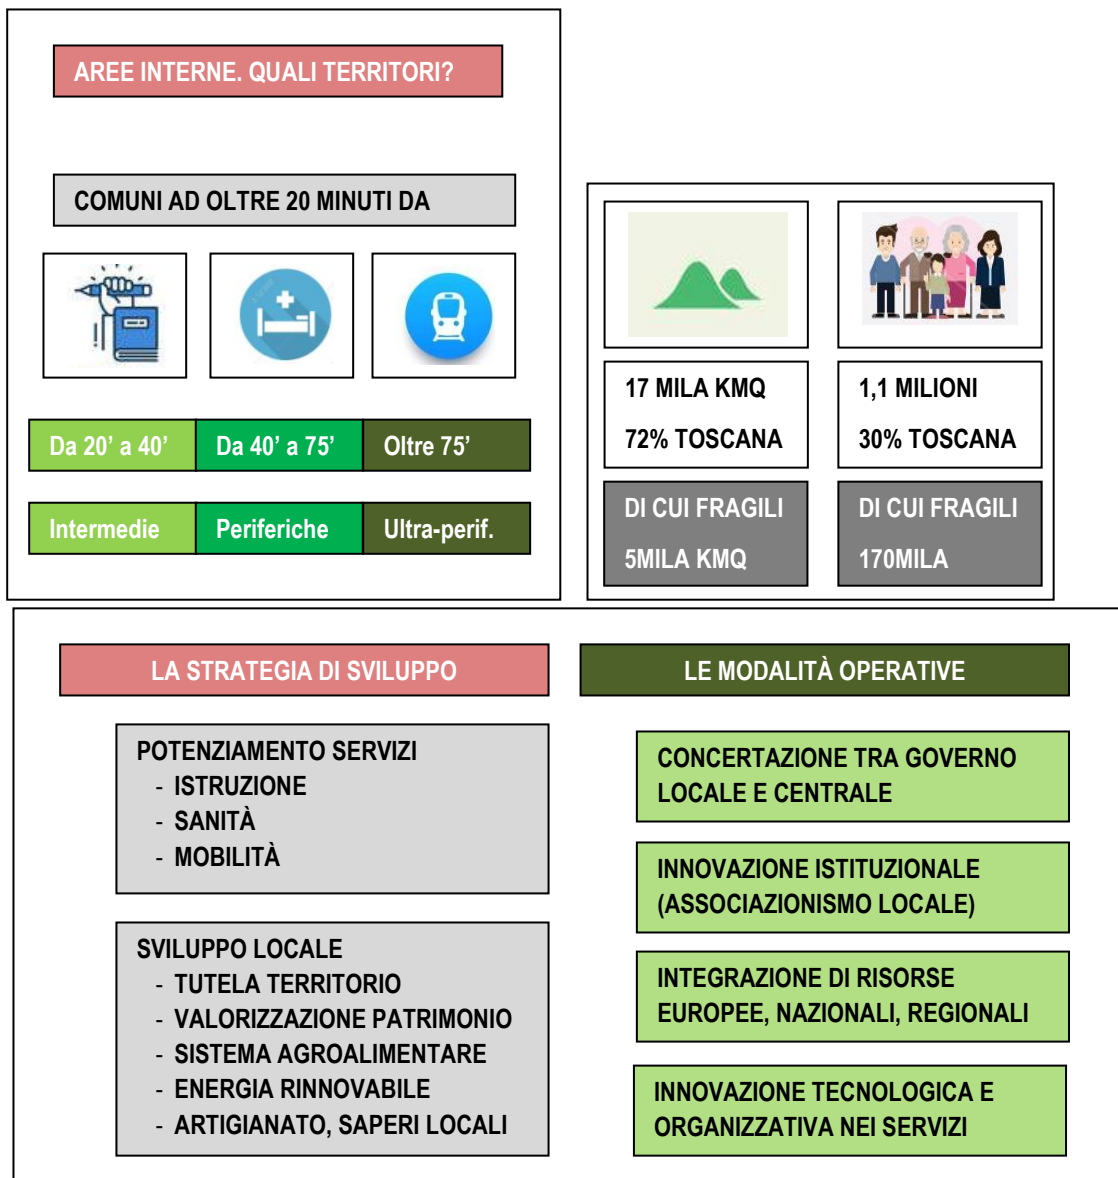 AREE INTERNE. QUALI TERRITORI?
COMUNI AD OLTRE 20 MINUTI DA
Da 20’ a 40’
Da 40’ a 75’
Oltre 75’
Intermedie
Periferiche
Ultra-perif.
17 MILA KMQ
72% TOSCANA
1,1 MILIONI
30% TOSCANA
DI CUI FRAGILI
5MILA KMQ
DI CUI FRAGILI
170MILA
LA STRATEGIA DI SVILUPPO
POTENZIAMENTO SERVIZI
- ISTRUZIONE
- SANITÀ
- MOBILITÀ
SVILUPPO LOCALE
- TUTELA TERRITORIO
- VALORIZZAZIONE PATRIMONIO
- SISTEMA AGROALIMENTARE
- ENERGIA RINNOVABILE
- ARTIGIANATO, SAPERI LOCALI
LE MODALITÀ OPERATIVE
CONCERTAZIONE TRA GOVERNO
LOCALE E CENTRALE
INNOVAZIONE ISTITUZIONALE
(ASSOCIAZIONISMO LOCALE)
INTEGRAZIONE DI RISORSE
EUROPEE, NAZIONALI, REGIONALI
INNOVAZIONE TECNOLOGICA E
ORGANIZZATIVA NEI SERVIZI